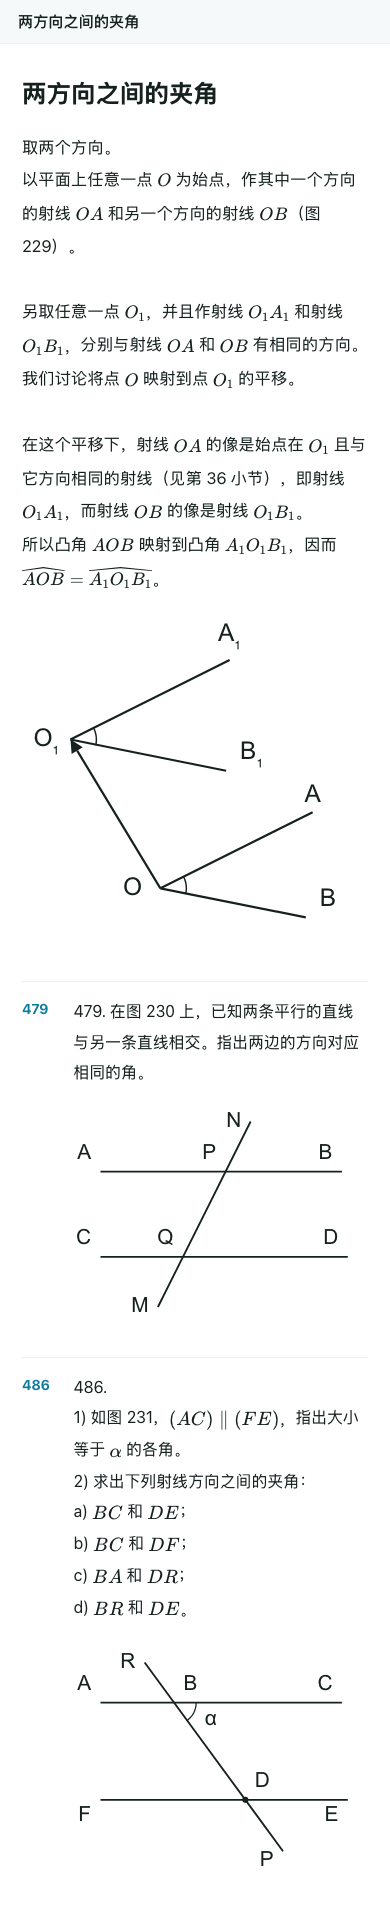 两方向之间的夹角
两方向之间的夹角
取两个方向。
以平面上任意一点 O 为始点，作其中一个方向
的射线 OA 和另一个方向的射线 OB（图
229）。
另取任意一点 O₁，并且作射线 O₁A₁ 和射线
O₁B₁，分别与射线 OA 和 OB 有相同的方向。
我们讨论将点 O 映射到点 O₁ 的平移。
在这个平移下，射线 OA 的像是始点在 O₁ 且与
它方向相同的射线（见第 36 小节），即射线
O₁A₁，而射线 OB 的像是射线 O₁B₁。
所以凸角 AOB 映射到凸角 A₁O₁B₁，因而
$\widehat{AOB} = \widehat{A_1O_1B_1}$。
A₁
O₁
B₁
A
O
B
479
479. 在图 230 上，已知两条平行的直线
与另一条直线相交。指出两边的方向对应
相同的角。
N
A P B
C Q D
M
486
486.
1) 如图 231，(AC) ∥ (FE)，指出大小
等于 α 的各角。
2) 求出下列射线方向之间的夹角：
a) BC 和 DE；
b) BC 和 DF；
c) BA 和 DR；
d) BR 和 DE。
R
A B C
α
D
F E
P